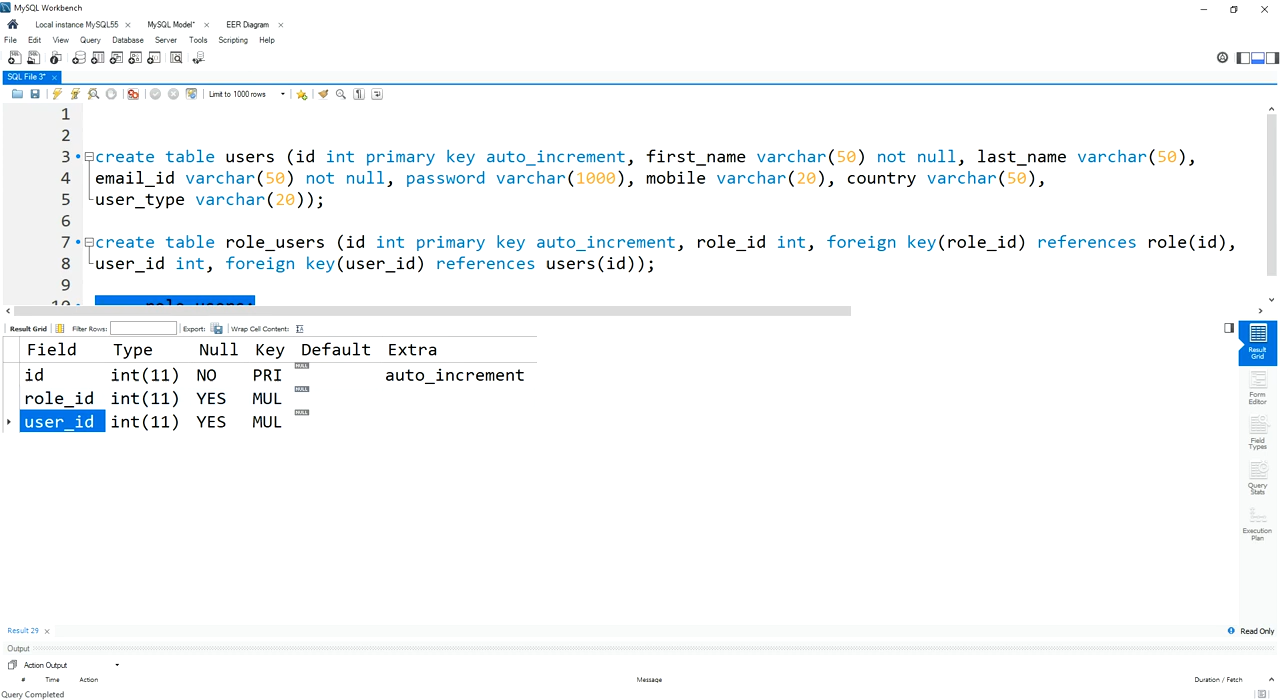 MySQL Workbench
Local instance MySQL55 × MySQL Model* × EER Diagram ×
File Edit View Query Database Server Tools Scripting Help
SQL File 3* ×
Limit to 1000 rows
1
2
3 create table users (id int primary key auto_increment, first_name varchar(50) not null, last_name varchar(50),
4 email_id varchar(50) not null, password varchar(1000), mobile varchar(20), country varchar(50),
5 user_type varchar(20));
6
7 create table role_users (id int primary key auto_increment, role_id int, foreign key(role_id) references role(id),
8 user_id int, foreign key(user_id) references users(id));
9
10 role_users;
Result Grid Filter Rows: Export: Wrap Cell Content:
Field Type Null Key Default Extra
id int(11) NO PRI NULL auto_increment
role_id int(11) YES MUL NULL
user_id int(11) YES MUL NULL
Result Grid
Form Editor
Field Types
Query Stats
Execution Plan
Result 29 × Read Only
Output
Action Output
# Time Action Message Duration / Fetch
Query Completed